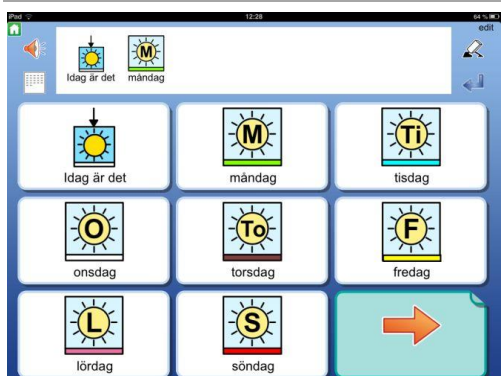 iPad 12:28 64 %
edit
M
Idag är det måndag
M Ti
Idag är det måndag tisdag
O To F
onsdag torsdag fredag
L S
lördag söndag